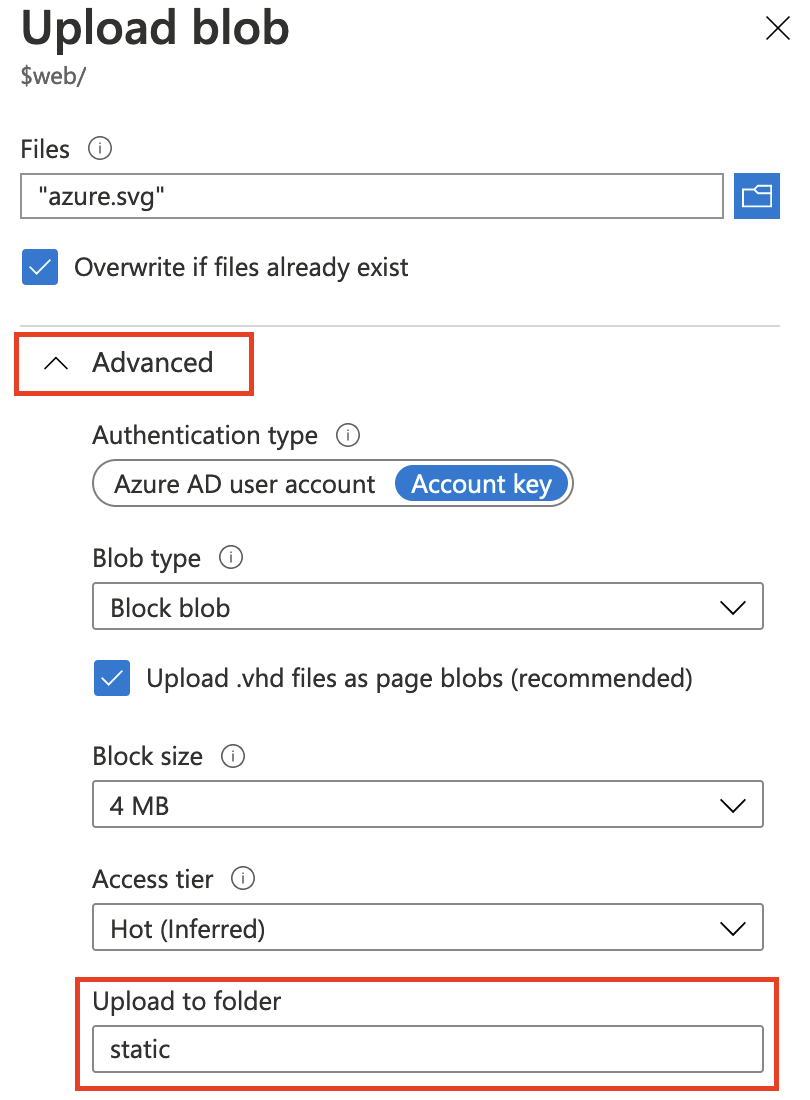 Upload blob
$web/
Files
"azure.svg"
Overwrite if files already exist
Advanced
Authentication type
Azure AD user account Account key
Blob type
Block blob
Upload .vhd files as page blobs (recommended)
Block size
4 MB
Access tier
Hot (Inferred)
Upload to folder
static